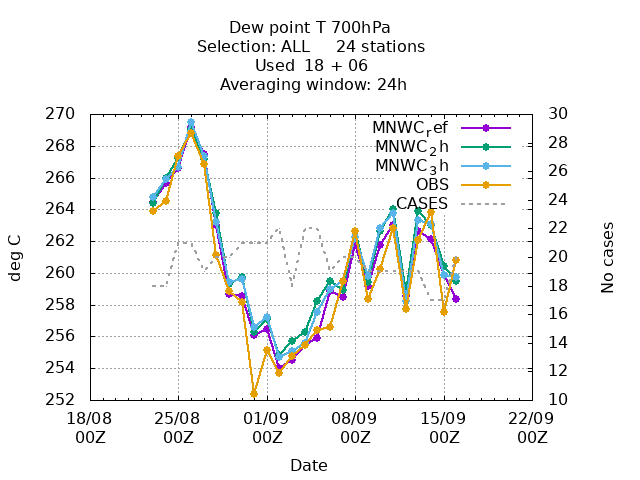 Dew point T 700hPa
Selection: ALL 24 stations
Used 18 + 06
Averaging window: 24h
270 30
268 28
266 26
264 24
262 22
260 20
258 18
256 16
254 14
252 12
10
MNWC_ref
MNWC_2h
MNWC_3h
OBS
CASES
deg C
No cases
18/08 25/08 01/09 08/09 15/09 22/09
00Z 00Z 00Z 00Z 00Z 00Z
Date